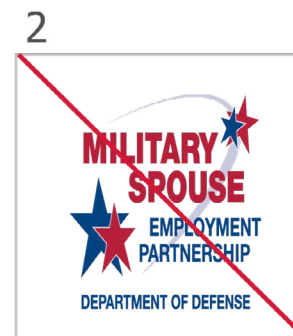 2
MILITARY
SPOUSE
EMPLOYMENT
PARTNERSHIP
DEPARTMENT OF DEFENSE